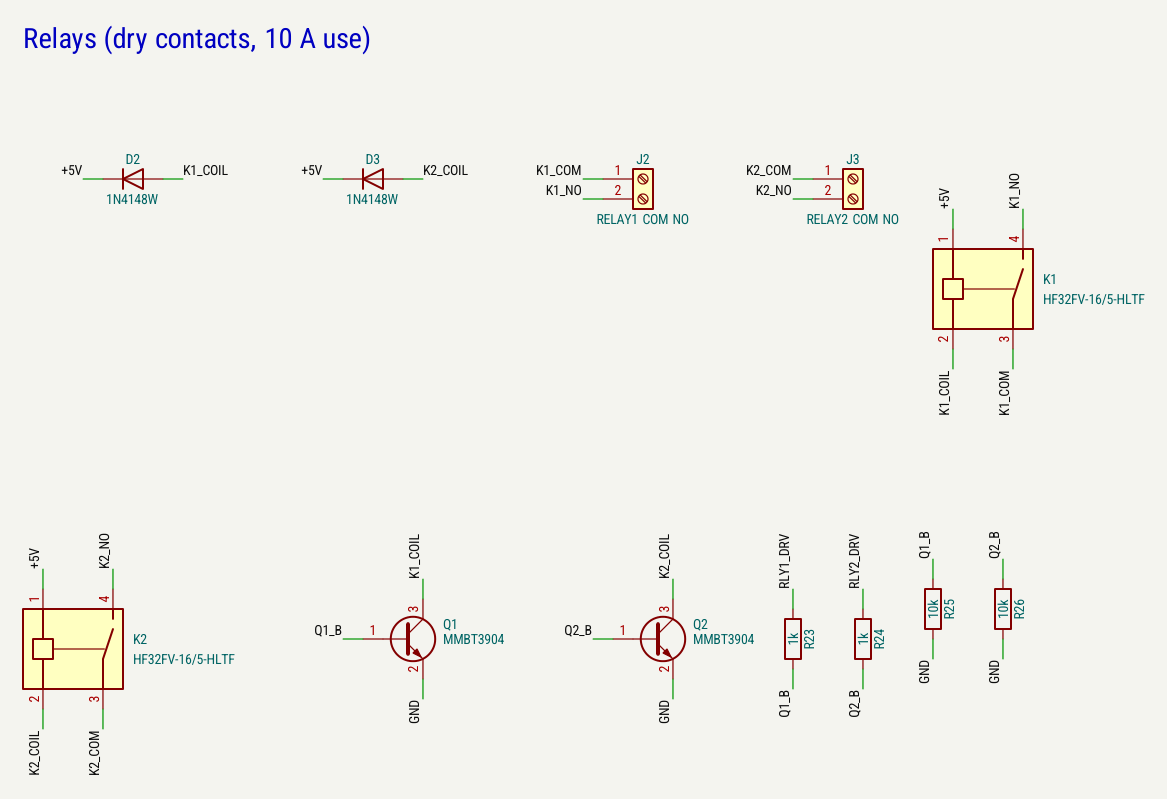 Relays (dry contacts, 10 A use)
D2
+5V
K1_COIL
1N4148W
D3
+5V
K2_COIL
1N4148W
J2
K1_COM 1
K1_NO 2
RELAY1 COM NO
J3
K2_COM 1
K2_NO 2
RELAY2 COM NO
+5V
K1_NO
1
4
K1
HF32FV-16/5-HLTF
2
3
K1_COIL
K1_COM
+5V
K2_NO
1
4
K2
HF32FV-16/5-HLTF
2
3
K2_COIL
K2_COM
K1_COIL
3
Q1_B 1
Q1
MMBT3904
2
GND
K2_COIL
3
Q2_B 1
Q2
MMBT3904
2
GND
RLY1_DRV
1k
R23
Q1_B
RLY2_DRV
1k
R24
Q2_B
Q1_B
10k
R25
GND
Q2_B
10k
R26
GND